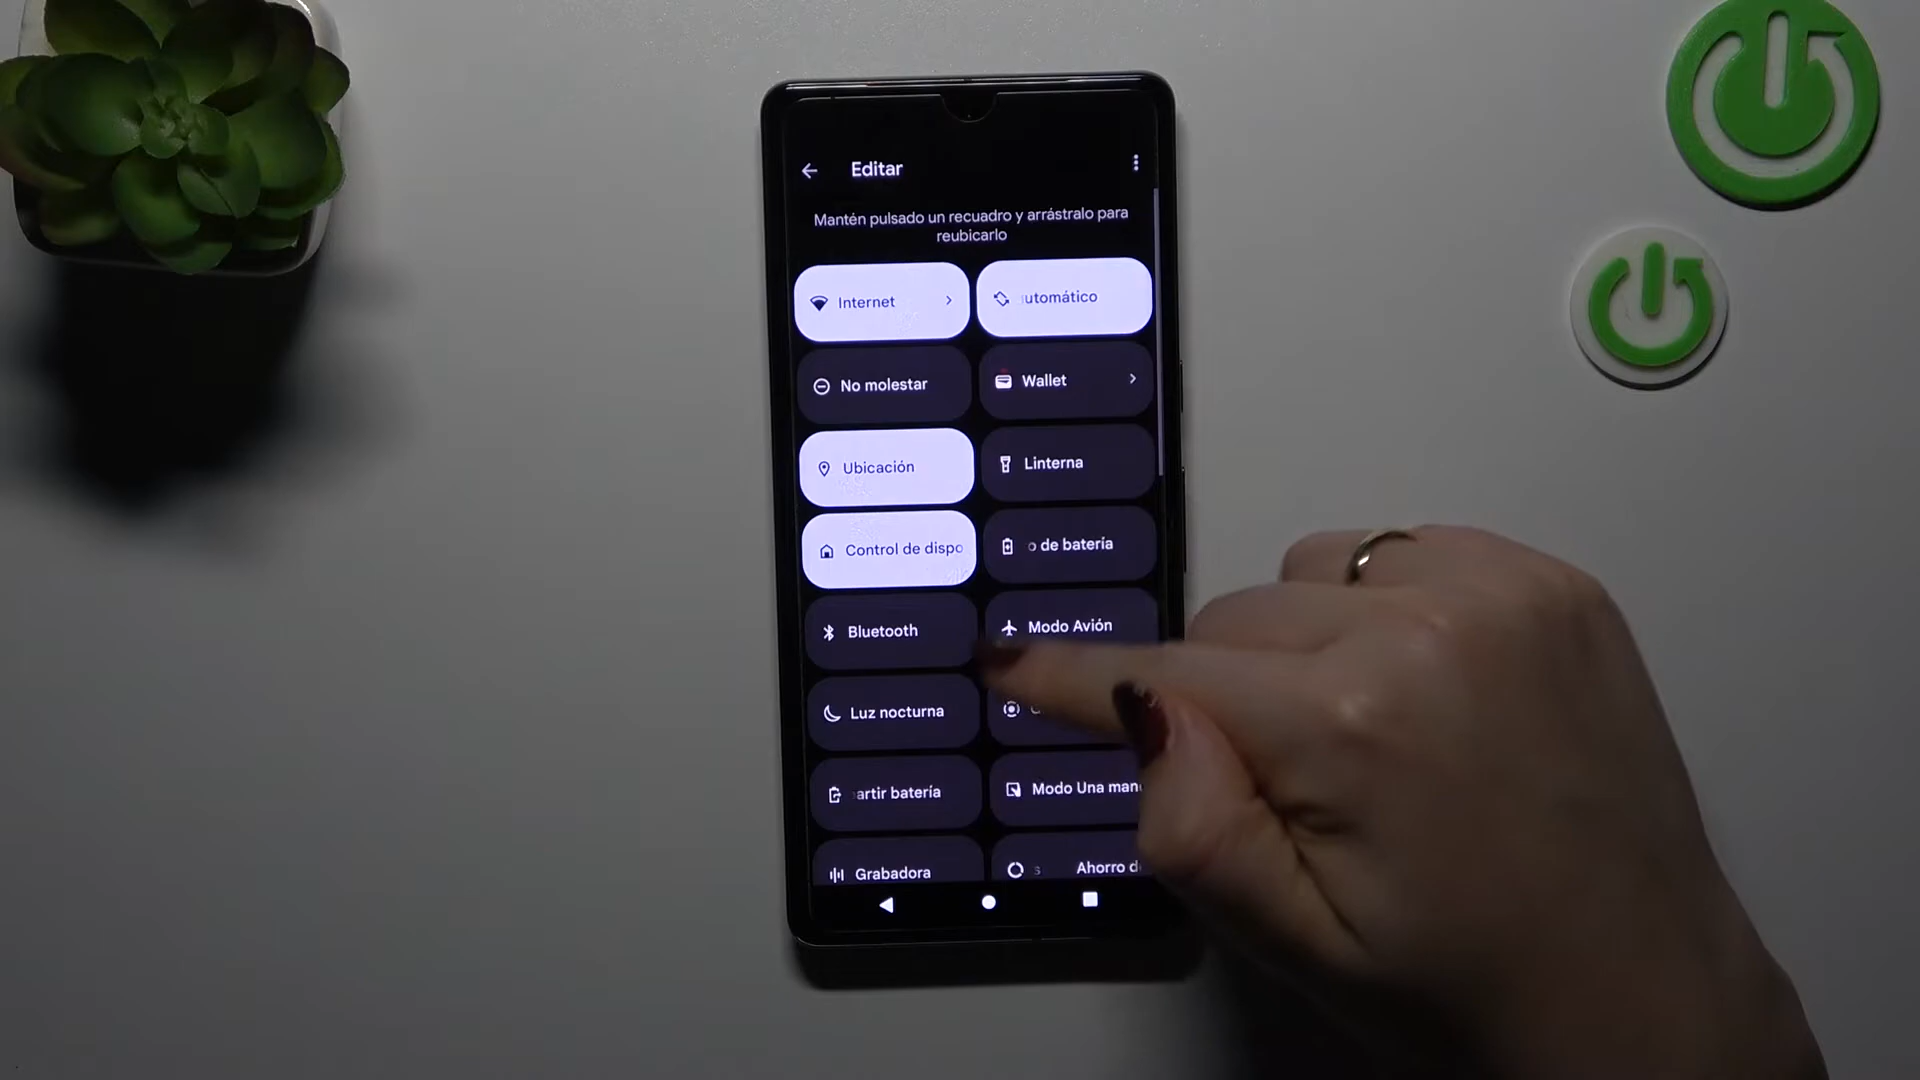 Editar
Mantén pulsado un recuadro y arrástralo para
reubicarlo
Internet
utomático
No molestar
Wallet
Ubicación
Linterna
Control de dispo
o de batería
Bluetooth
Modo Avión
Luz nocturna
artir batería
Modo Una man
Grabadora
s Ahorro d